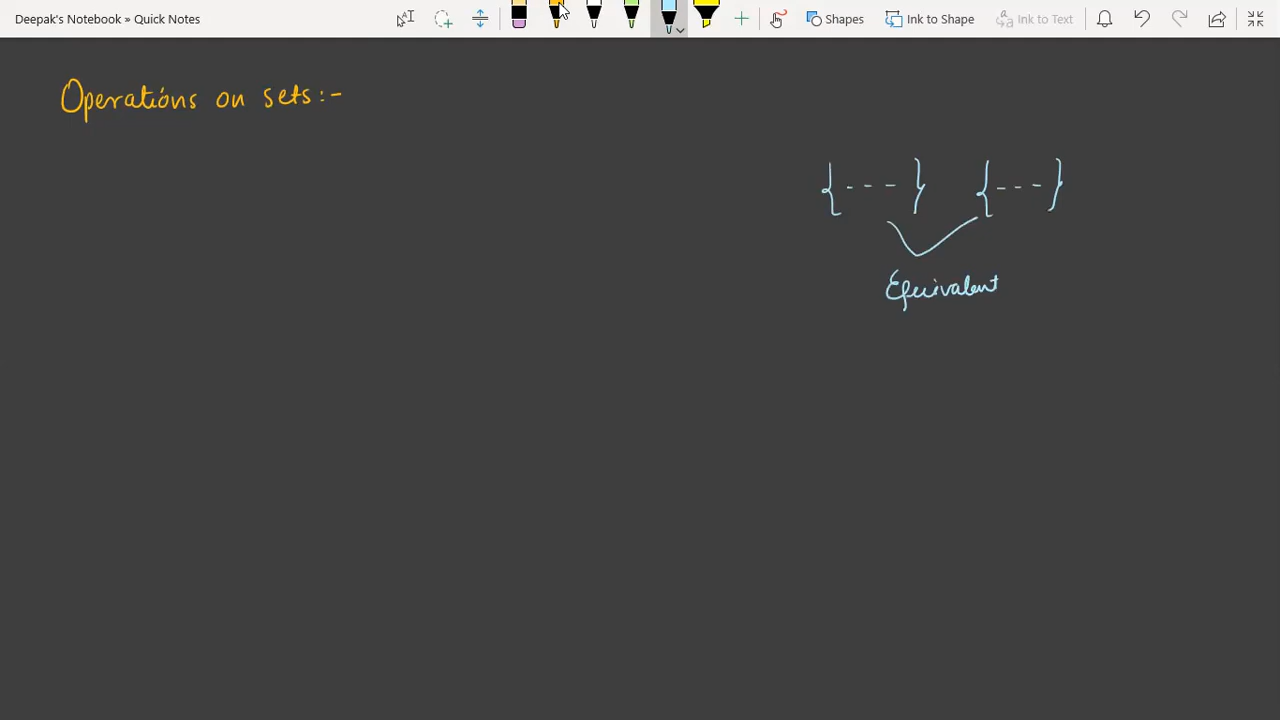 Deepak's Notebook » Quick Notes Shapes Ink to Shape Ink to Text
Operations on sets:-
{---} {---}
Equivalent